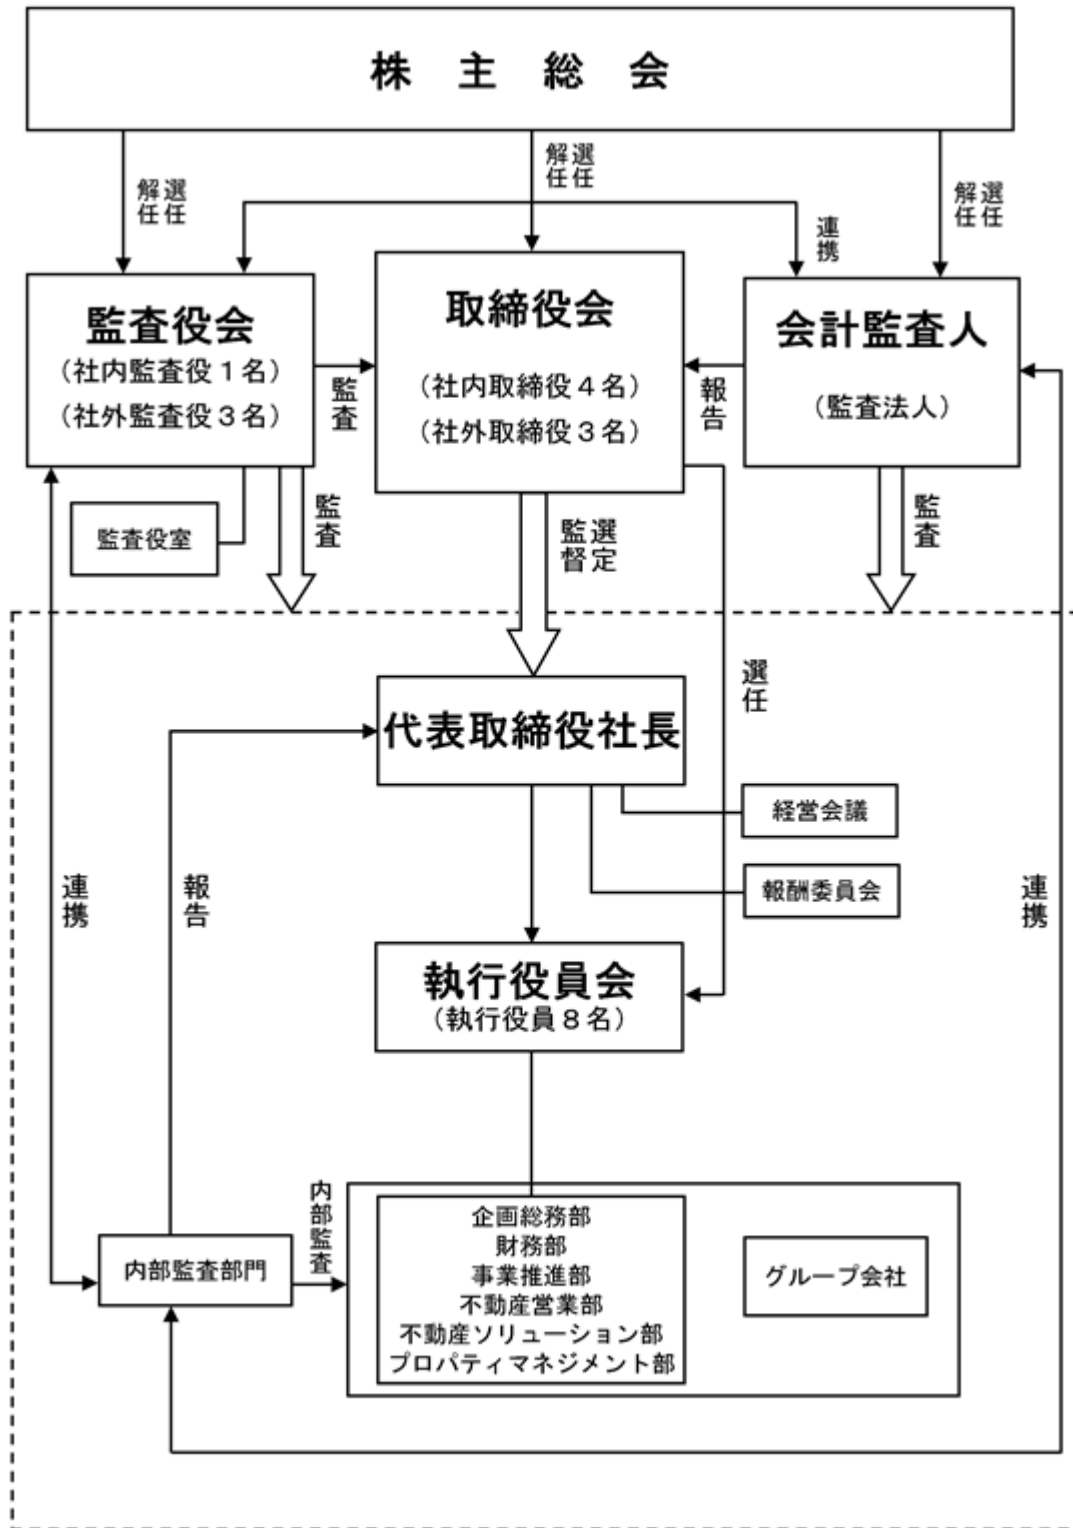 株主総会
選任
解任
選任
解任
選任
解任
連携
監査役会
(社内監査役1名)
(社外監査役3名)
監査
取締役会
(社内取締役4名)
(社外取締役3名)
報告
会計監査人
(監査法人)
監査役室
監査
選定
監督
監査
選任
代表取締役社長
経営会議
報酬委員会
連携
報告
連携
執行役員会
(執行役員8名)
内部監査部門
内部監査
企画総務部
財務部
事業推進部
不動産営業部
不動産ソリューション部
プロパティマネジメント部
グループ会社